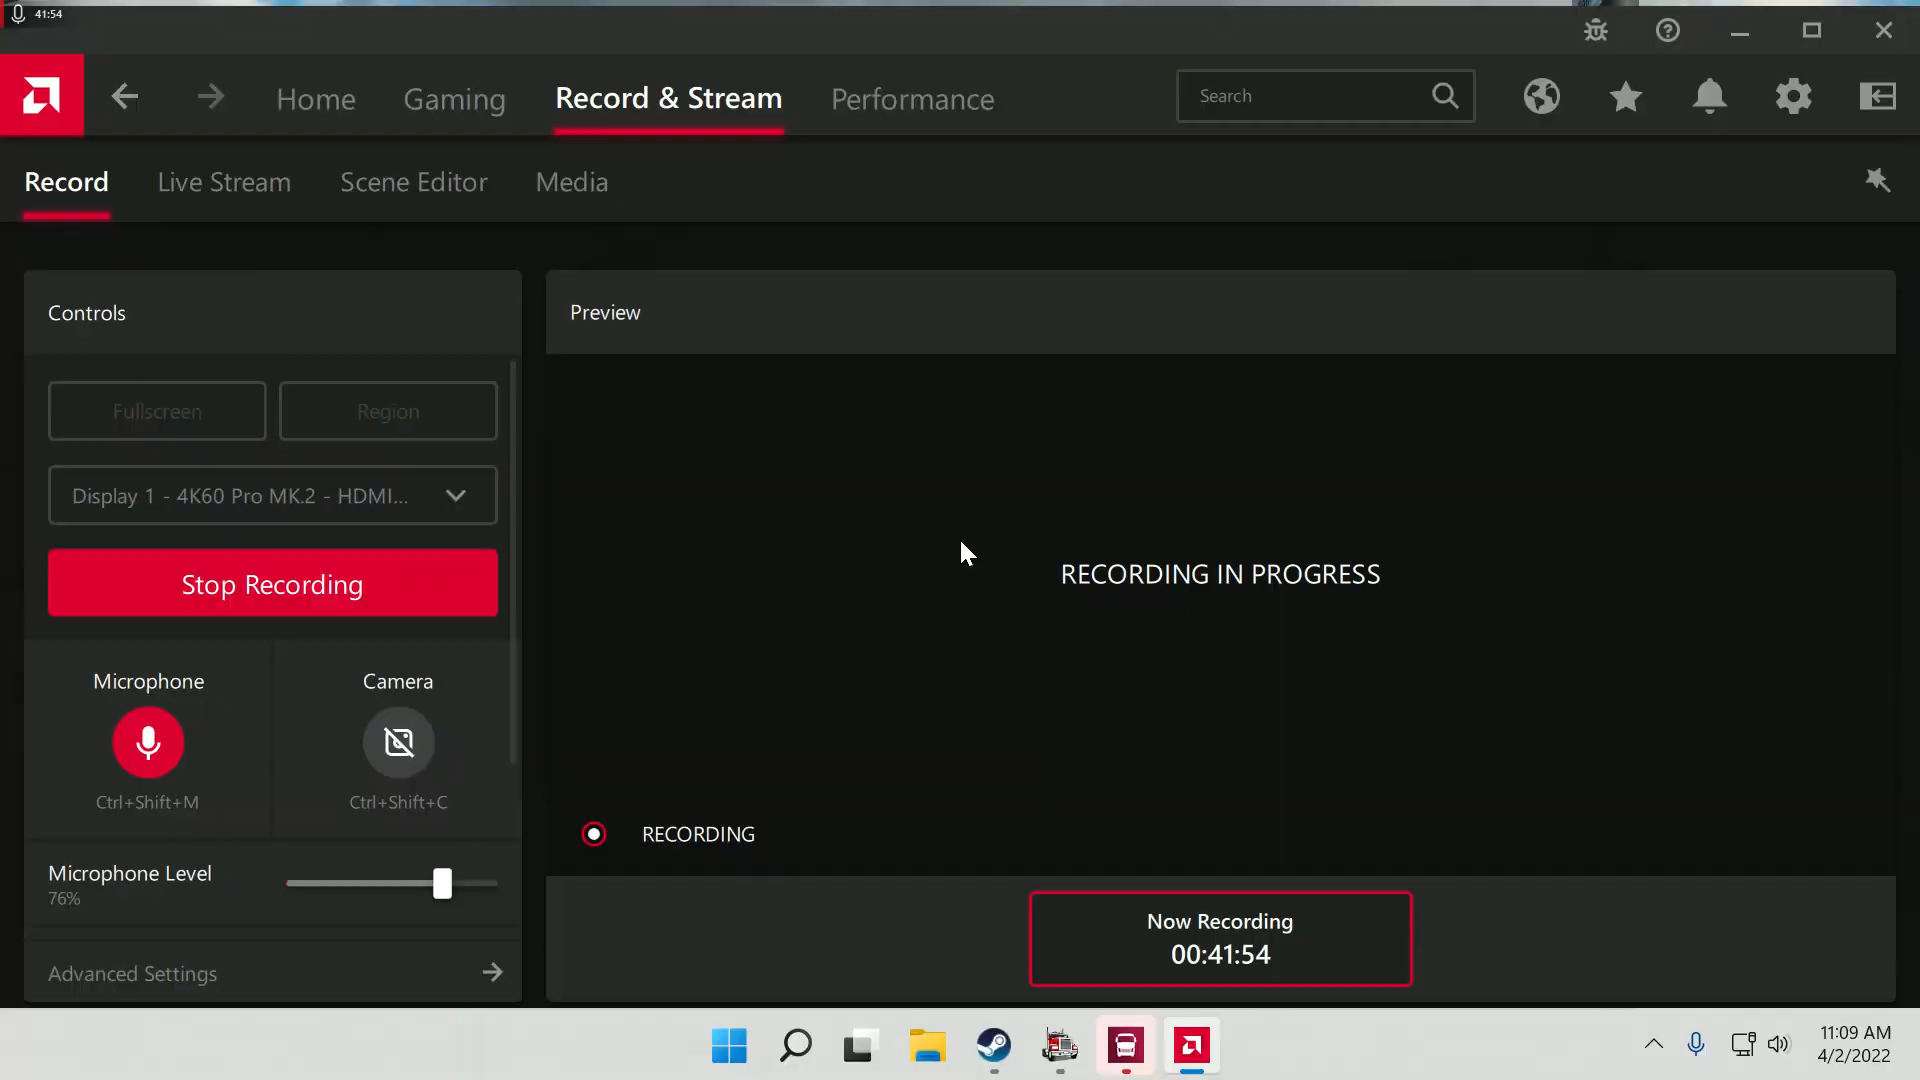 41:54
Home
Gaming
Record & Stream
Performance
Search
Record
Live Stream
Scene Editor
Media
Controls
Fullscreen
Region
Display 1 - 4K60 Pro MK.2 - HDMI...
Stop Recording
Microphone
Camera
Ctrl+Shift+M
Ctrl+Shift+C
Microphone Level
76%
Advanced Settings
Preview
RECORDING IN PROGRESS
RECORDING
Now Recording
00:41:54
11:09 AM
4/2/2022